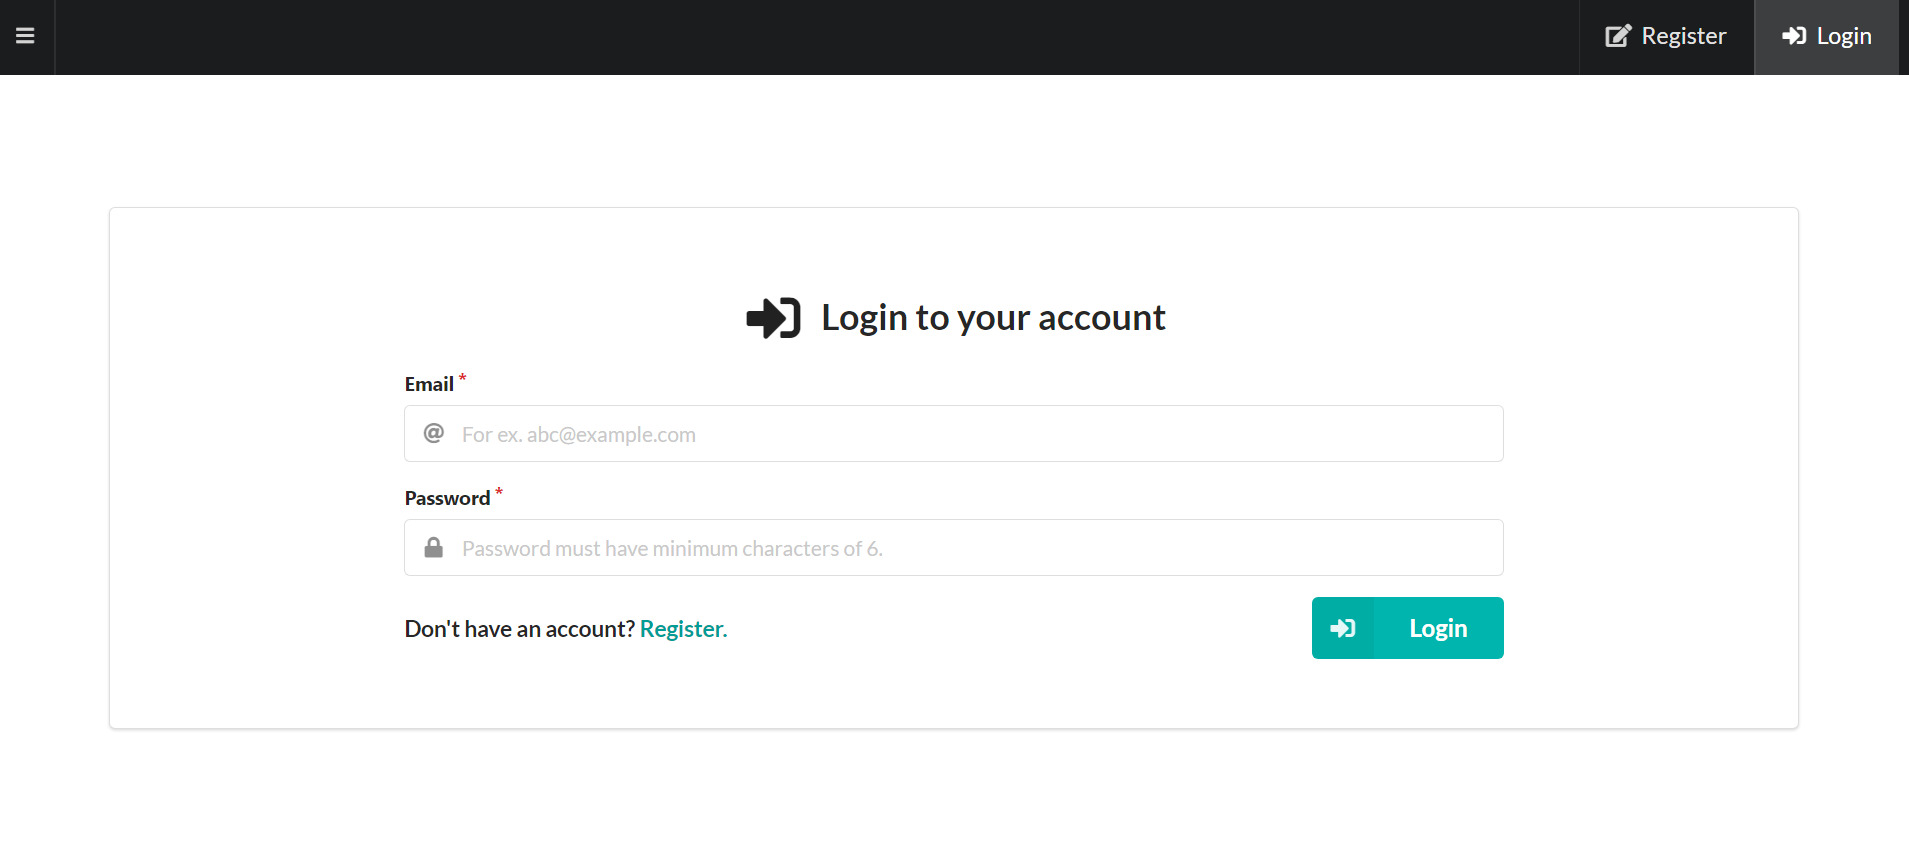 Register
Login
Login to your account
Email *
@ For ex. abc@example.com
Password *
Password must have minimum characters of 6.
Don't have an account? Register.
Login